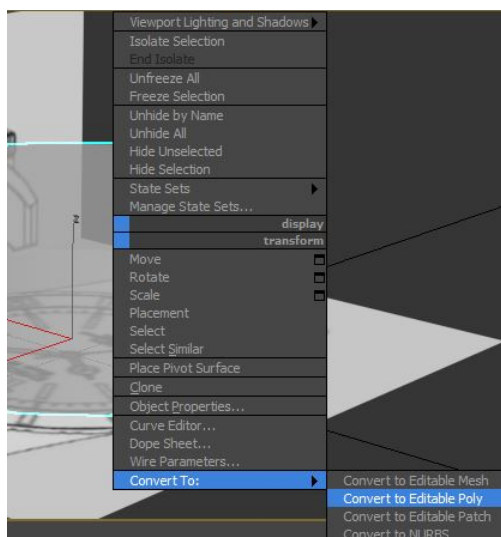 Viewport Lighting and Shadows
Isolate Selection
End Isolate
Unfreeze All
Freeze Selection
Unhide by Name
Unhide All
Hide Unselected
Hide Selection
State Sets
Manage State Sets...
display
transform
Move
Rotate
Scale
Placement
Select
Select Similar
Place Pivot Surface
Clone
Object Properties...
Curve Editor...
Dope Sheet...
Wire Parameters...
Convert To:
Convert to Editable Mesh
Convert to Editable Poly
Convert to Editable Patch
Convert to NURBS
z